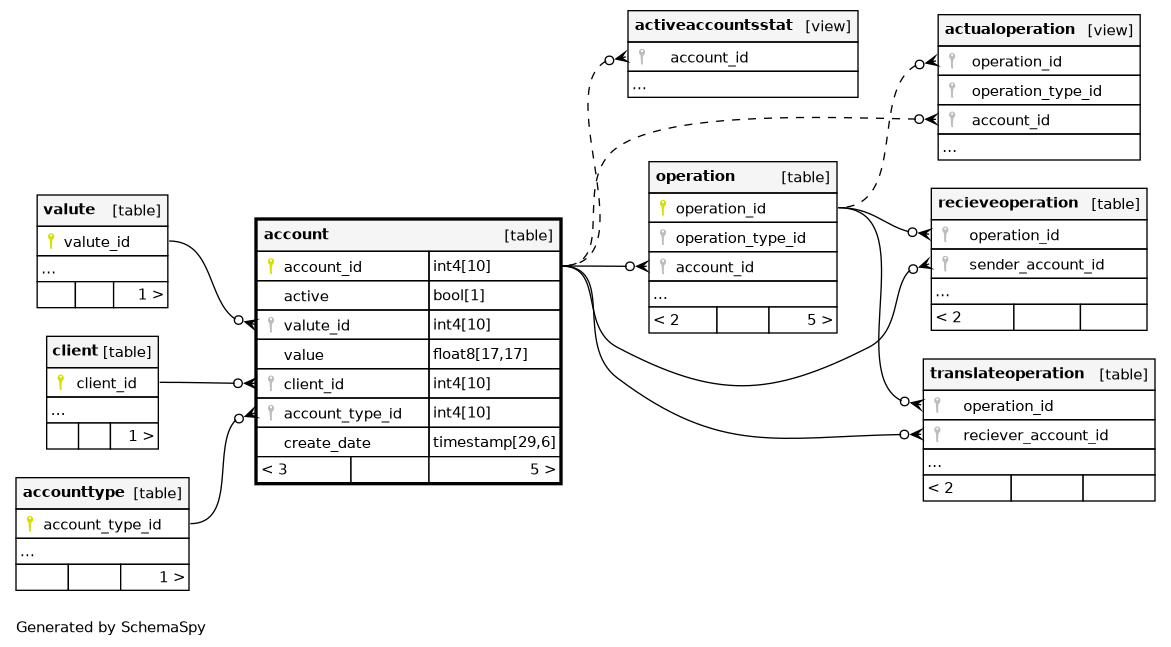 activeaccountsstat [view]
account_id
...
actualoperation [view]
operation_id
operation_type_id
account_id
...
operation [table]
operation_id
operation_type_id
account_id
...
< 2 5 >
recieveoperation [table]
operation_id
sender_account_id
...
< 2
valute [table]
valute_id
...
1 >
account [table]
account_id int4[10]
active bool[1]
valute_id int4[10]
value float8[17,17]
client_id int4[10]
account_type_id int4[10]
create_date timestamp[29,6]
< 3 5 >
client [table]
client_id
...
1 >
translateoperation [table]
operation_id
reciever_account_id
...
< 2
accounttype [table]
account_type_id
...
1 >
Generated by SchemaSpy